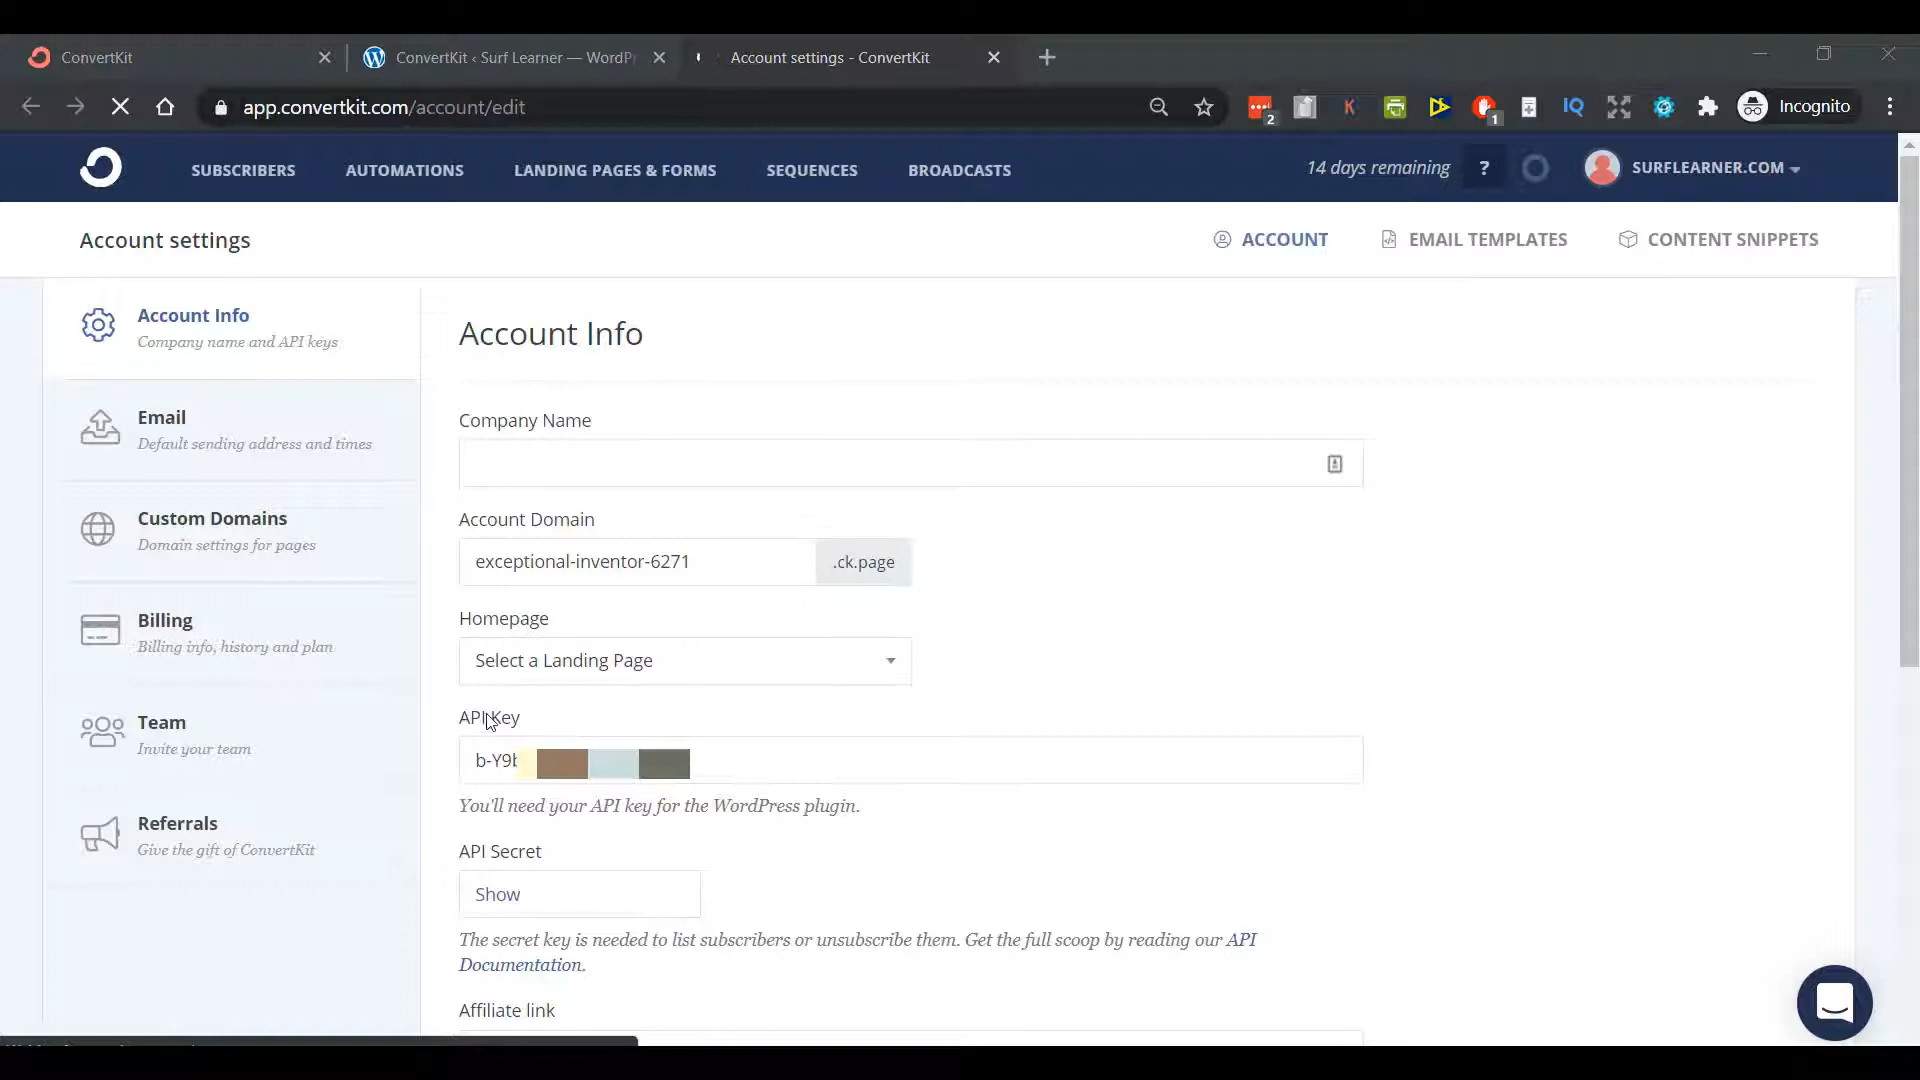 ConvertKit
ConvertKit ‹ Surf Learner — WordPr
Account settings - ConvertKit
app.convertkit.com/account/edit
2
K
1
IQ
Incognito
SUBSCRIBERS
AUTOMATIONS
LANDING PAGES & FORMS
SEQUENCES
BROADCASTS
14 days remaining
?
SURFLEARNER.COM
Account settings
ACCOUNT
EMAIL TEMPLATES
CONTENT SNIPPETS
Account Info
Company name and API keys
Email
Default sending address and times
Custom Domains
Domain settings for pages
Billing
Billing info, history and plan
Team
Invite your team
Referrals
Give the gift of ConvertKit
Account Info
Company Name
Account Domain
exceptional-inventor-6271
.ck.page
Homepage
Select a Landing Page
API Key
b-Y9b
You'll need your API key for the WordPress plugin.
API Secret
Show
The secret key is needed to list subscribers or unsubscribe them. Get the full scoop by reading our API
Documentation.
Affiliate link